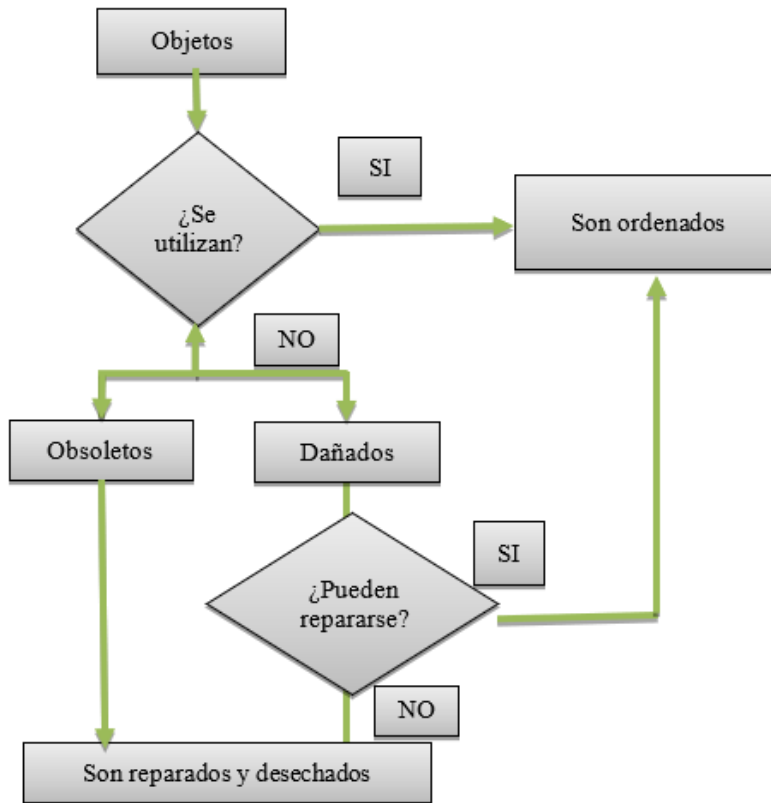 Objetos
SI
¿Se
utilizan?
Son ordenados
NO
Obsoletos
Dañados
SI
¿Pueden
repararse?
NO
Son reparados y desechados